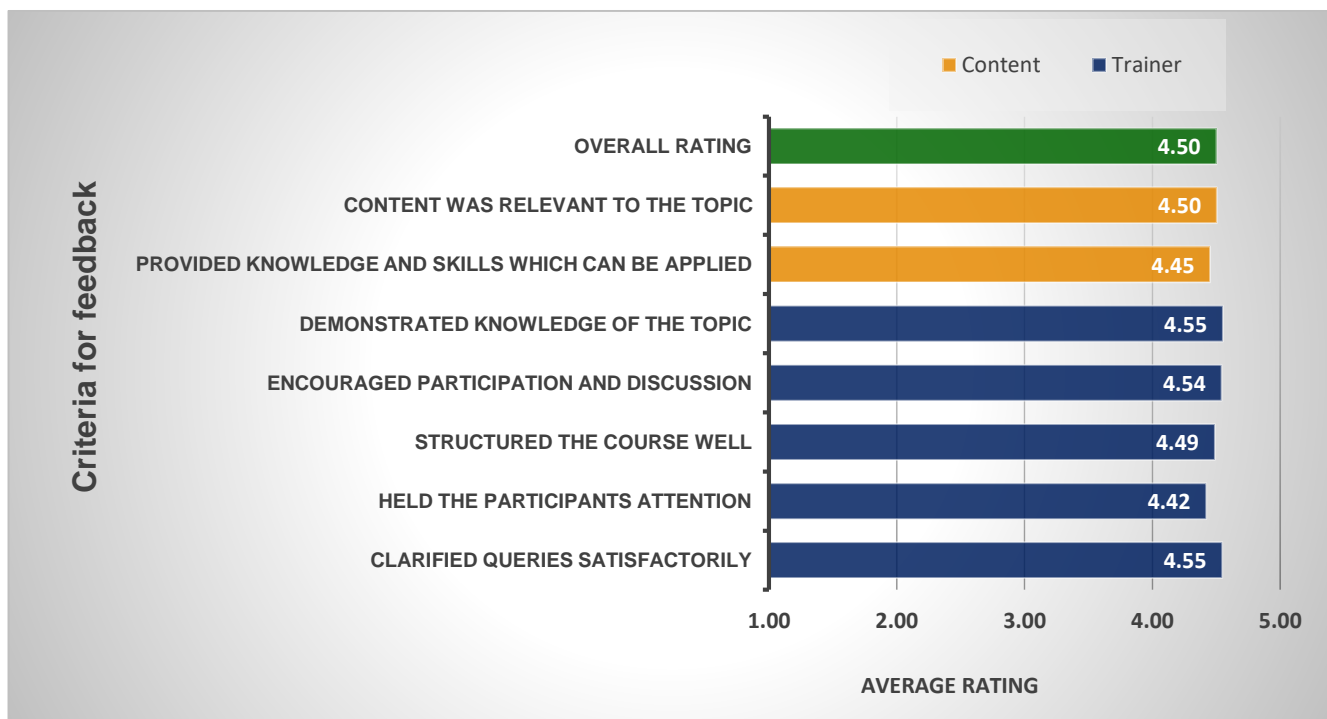 Content Trainer
Criteria for feedback
OVERALL RATING 4.50
CONTENT WAS RELEVANT TO THE TOPIC 4.50
PROVIDED KNOWLEDGE AND SKILLS WHICH CAN BE APPLIED 4.45
DEMONSTRATED KNOWLEDGE OF THE TOPIC 4.55
ENCOURAGED PARTICIPATION AND DISCUSSION 4.54
STRUCTURED THE COURSE WELL 4.49
HELD THE PARTICIPANTS ATTENTION 4.42
CLARIFIED QUERIES SATISFACTORILY 4.55
1.00 2.00 3.00 4.00 5.00
AVERAGE RATING